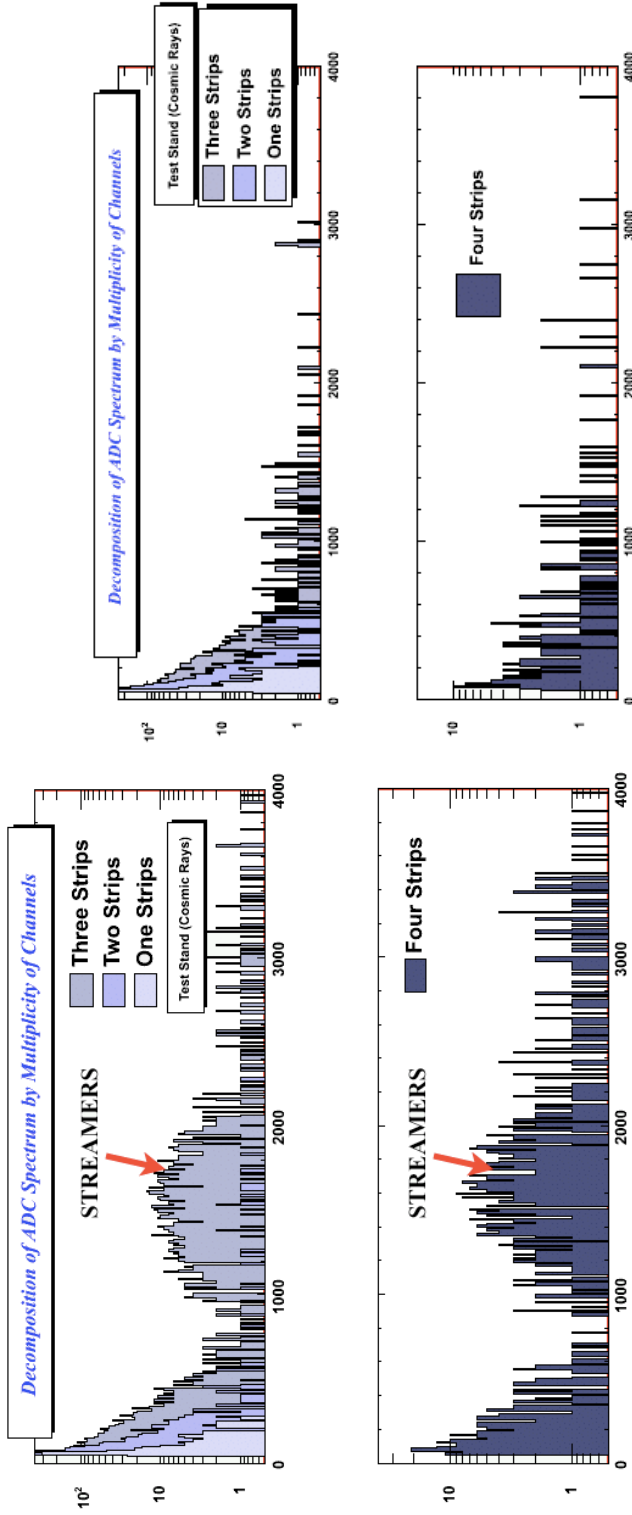 Decomposition of ADC Spectrum by Multiplicity of Channels
Three Strips
Two Strips
One Strips
Test Stand (Cosmic Rays)
STREAMERS
10²
10
1
0
1000
2000
3000
4000
Four Strips
STREAMERS
10
1
0
1000
2000
3000
4000
Decomposition of ADC Spectrum by Multiplicity of Channels
Test Stand (Cosmic Rays)
Three Strips
Two Strips
One Strips
10²
10
1
0
1000
2000
3000
4000
Four Strips
10
1
0
1000
2000
3000
4000